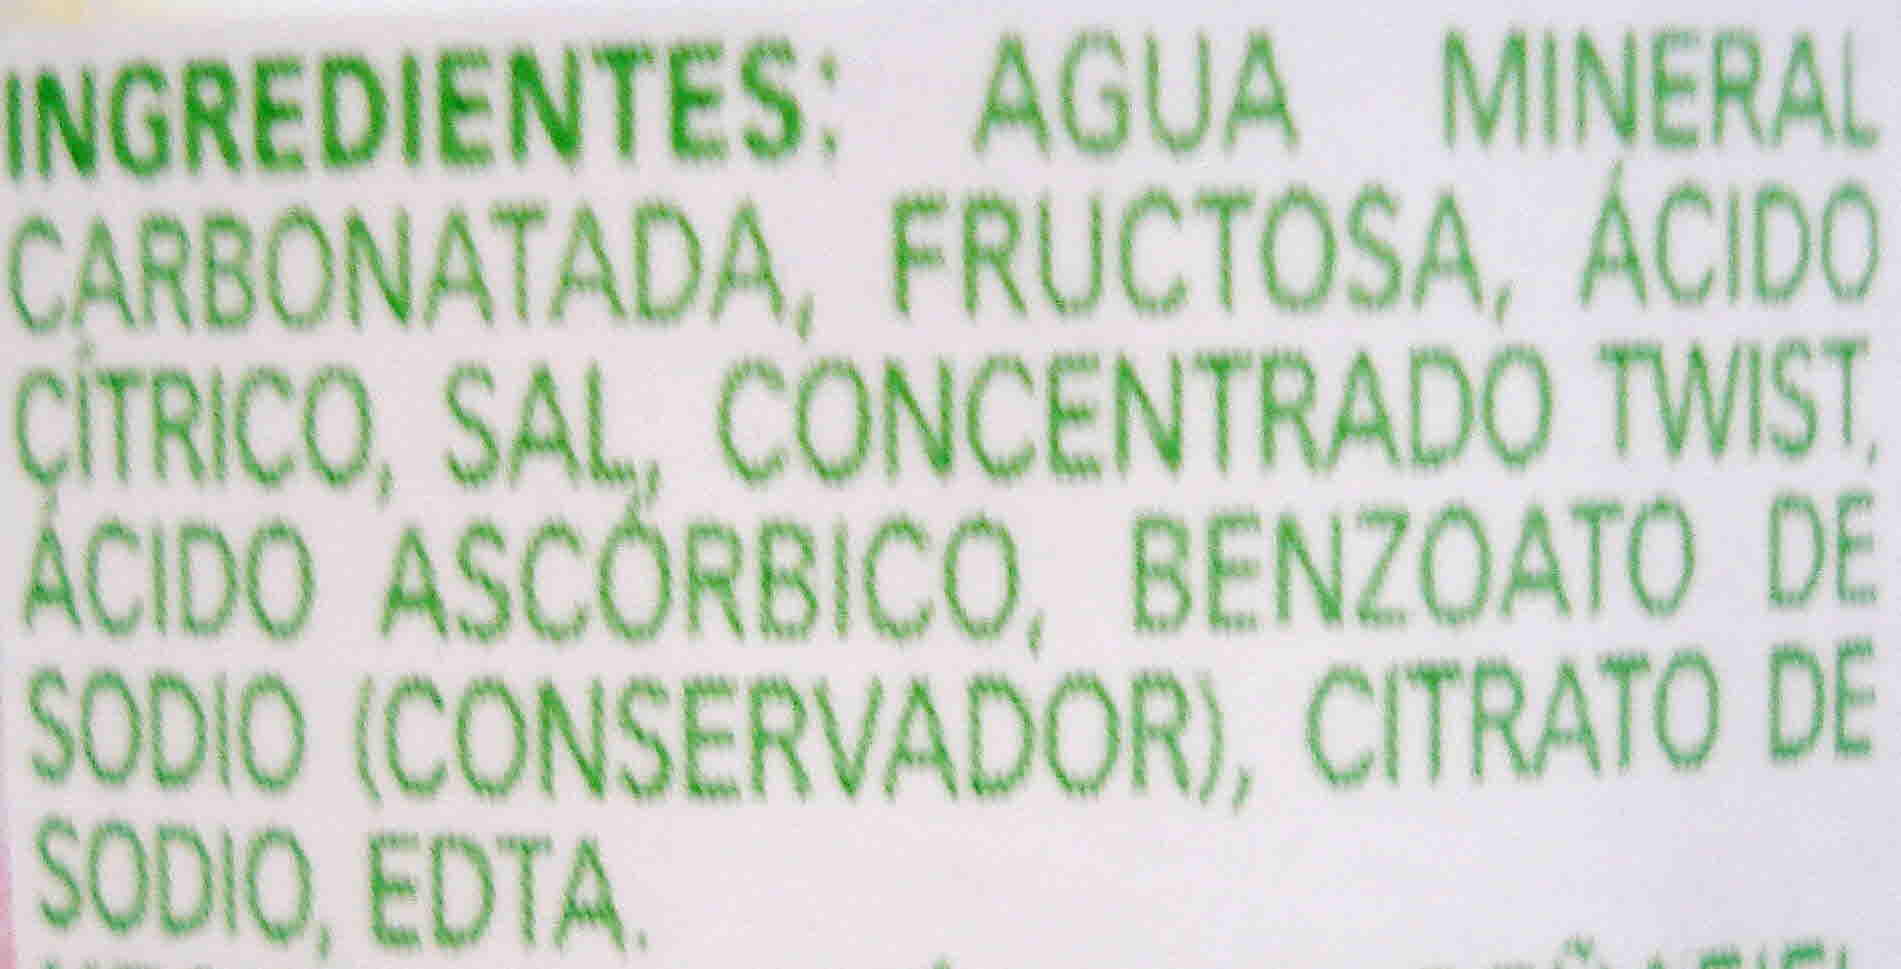 INGREDIENTES: AGUA MINERAL
CARBONATADA, FRUCTOSA, ÁCIDO
CÍTRICO, SAL, CONCENTRADO TWIST,
ÁCIDO ASCÓRBICO, BENZOATO DE
SODIO (CONSERVADOR), CITRATO DE
SODIO, EDTA.